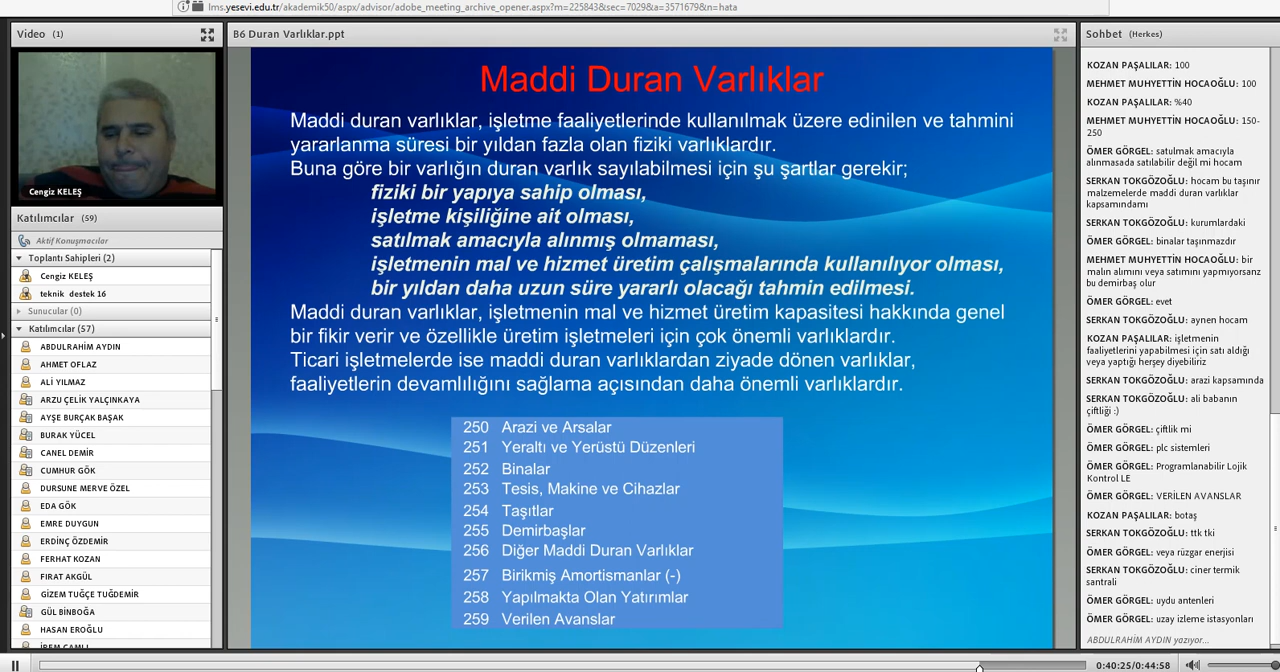 lms.yesevi.edu.tr/akademik50/aspx/advisor/adobe_meeting_archive_opener.aspx?m=225843&sec=7029&a=3571679&n=hata
Video (1)
Cengiz KELEŞ
Katılımcılar (59)
Aktif Konuşmacılar
Toplantı Sahipleri (2)
Cengiz KELEŞ
teknik destek 16
Sunucular (0)
Katılımcılar (57)
ABDULRAHİM AYDIN
AHMET OFLAZ
ALİ YILMAZ
ARZU ÇELİK YALÇINKAYA
AYŞE BURÇAK BAŞAK
BURAK YÜCEL
CANEL DEMİR
CUMHUR GÖK
DURSUNE MERVE ÖZEL
EDA GÖK
EMRE DUYGUN
ERDİNÇ ÖZDEMİR
FERHAT KOZAN
FIRAT AKGÜL
GİZEM TUĞÇE TUĞDEMİR
GÜL BİNBOĞA
HASAN EROĞLU
İREM CAMLI
B6 Duran Varlıklar.ppt
Maddi Duran Varlıklar
Maddi duran varlıklar, işletme faaliyetlerinde kullanılmak üzere edinilen ve tahmini
yararlanma süresi bir yıldan fazla olan fiziki varlıklardır.
Buna göre bir varlığın duran varlık sayılabilmesi için şu şartlar gerekir;
fiziki bir yapıya sahip olması,
işletme kişiliğine ait olması,
satılmak amacıyla alınmış olmaması,
işletmenin mal ve hizmet üretim çalışmalarında kullanılıyor olması,
bir yıldan daha uzun süre yararlı olacağı tahmin edilmesi.
Maddi duran varlıklar, işletmenin mal ve hizmet üretim kapasitesi hakkında genel
bir fikir verir ve özellikle üretim işletmeleri için çok önemli varlıklardır.
Ticari işletmelerde ise maddi duran varlıklardan ziyade dönen varlıklar,
faaliyetlerin devamlılığını sağlama açısından daha önemli varlıklardır.
250 Arazi ve Arsalar
251 Yeraltı ve Yerüstü Düzenleri
252 Binalar
253 Tesis, Makine ve Cihazlar
254 Taşıtlar
255 Demirbaşlar
256 Diğer Maddi Duran Varlıklar
257 Birikmiş Amortismanlar (-)
258 Yapılmakta Olan Yatırımlar
259 Verilen Avanslar
Sohbet (Herkes)
KOZAN PAŞALILAR: 100
MEHMET MUHYETTİN HOCAOĞLU: 100
KOZAN PAŞALILAR: %40
MEHMET MUHYETTİN HOCAOĞLU: 150-
250
ÖMER GÖRGEL: satulmak amacıyla
alınmasada satılabilir değil mi hocam
SERKAN TOKGÖZOĞLU: hocam bu taşınır
malzemelerde maddi duran varlıklar
kapsamındamı
SERKAN TOKGÖZOĞLU: kurumlardaki
ÖMER GÖRGEL: binalar taşınmazdır
MEHMET MUHYETTİN HOCAOĞLU: bir
malın alımını veya satımını yapmıyorsanz
bu demirbaş olur
ÖMER GÖRGEL: evet
SERKAN TOKGÖZOĞLU: aynen hocam
KOZAN PAŞALILAR: işletmenin
faaliyetlerini yapabilmesi için satı aldığı
veya yaptığı herşey diyebiliriz
SERKAN TOKGÖZOĞLU: arazi kapsamında
SERKAN TOKGÖZOĞLU: ali babanın
çiftliği :)
ÖMER GÖRGEL: çiftlik mi
ÖMER GÖRGEL: plc sistemleri
ÖMER GÖRGEL: Programlanabilir Lojik
Kontrol LE
ÖMER GÖRGEL: VERİLEN AVANSLAR
KOZAN PAŞALILAR: botaş
SERKAN TOKGÖZOĞLU: ttk tki
ÖMER GÖRGEL: veya rüzgar enerjisi
SERKAN TOKGÖZOĞLU: ciner termik
santrali
ÖMER GÖRGEL: uydu antenleri
ÖMER GÖRGEL: uzay izleme istasyonları
ABDULRAHİM AYDIN yazıyor...
0:40:25/0:44:58